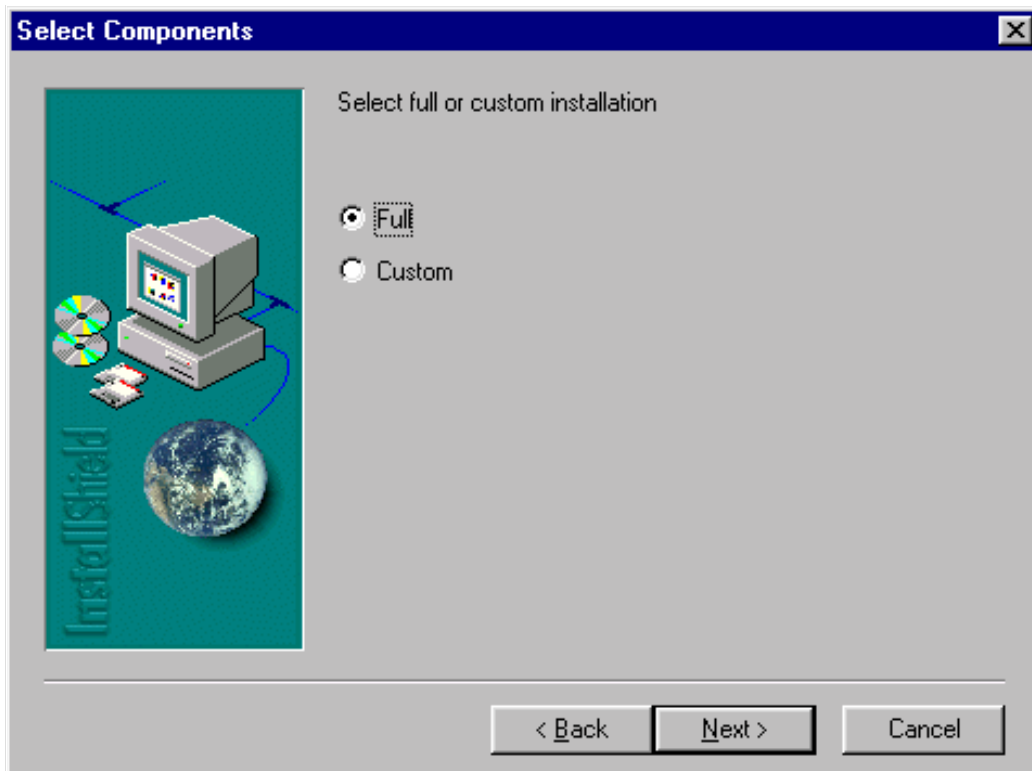 Select Components
Select full or custom installation
Full
Custom
InstallShield
< Back
Next >
Cancel